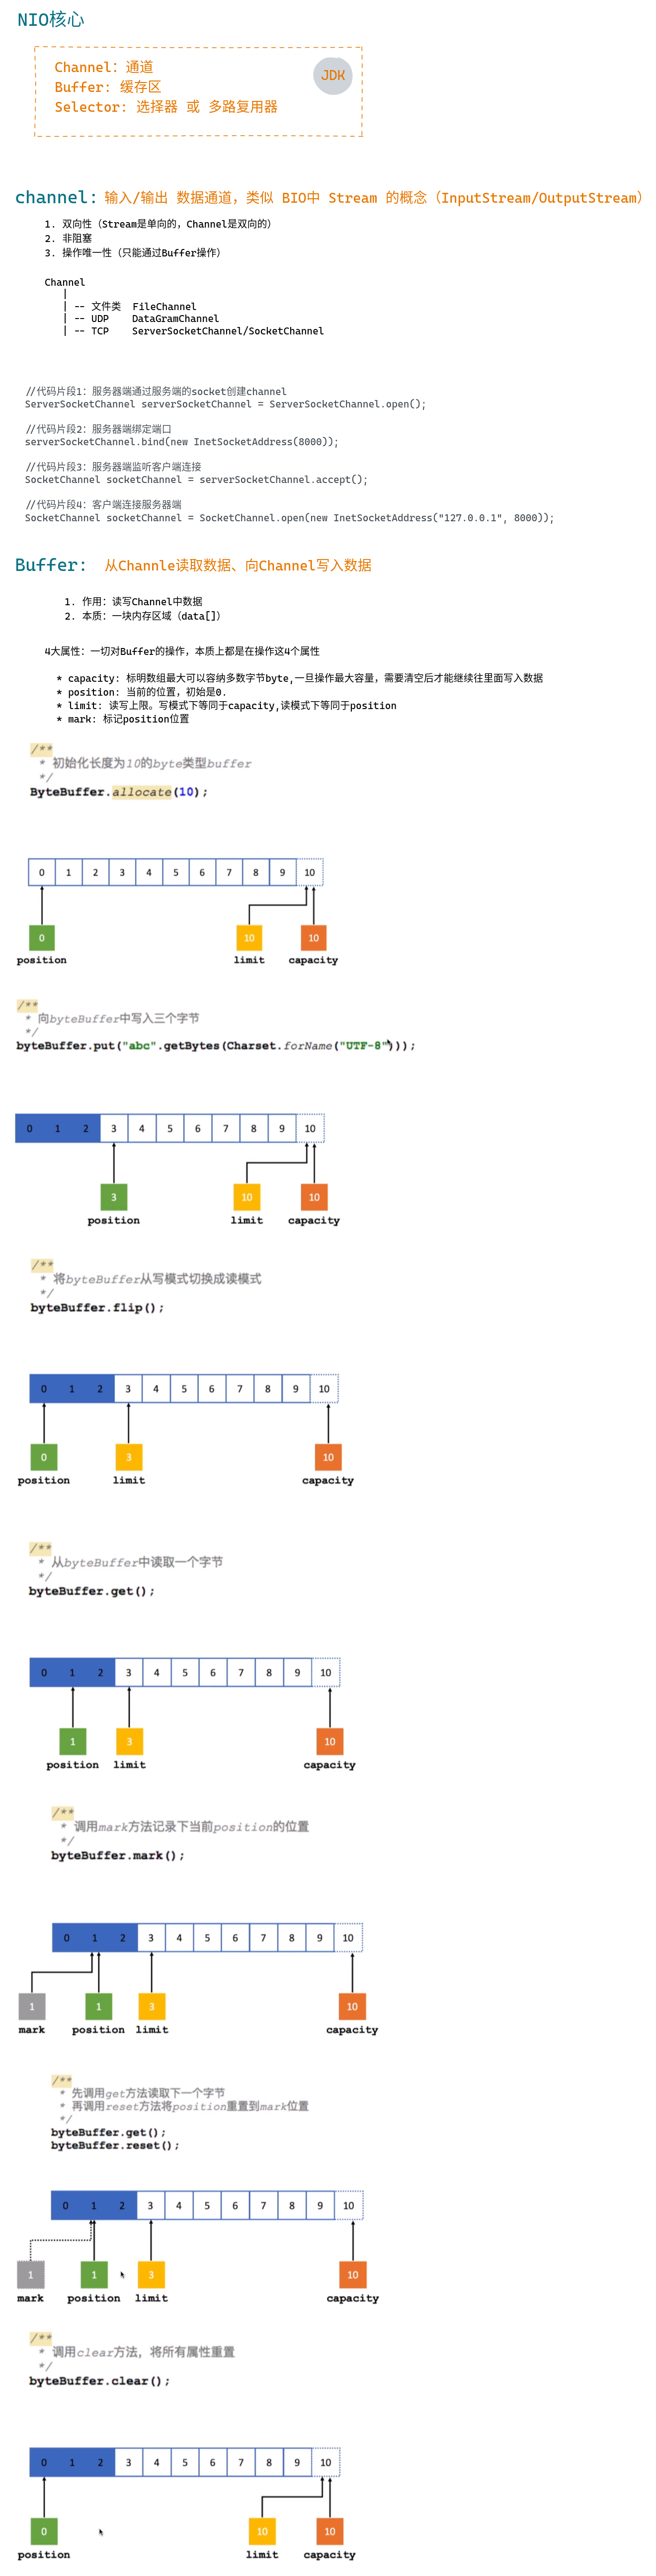 NIO核心
Channel: 通道
Buffer: 缓存区
Selector: 选择器 或 多路复用器
JDK
channel: 输入/输出 数据通道，类似 BIO中 Stream 的概念（InputStream/OutputStream）
1. 双向性（Stream是单向的，Channel是双向的）
2. 非阻塞
3. 操作唯一性（只能通过Buffer操作）
Channel
|
| -- 文件类 FileChannel
| -- UDP DataGramChannel
| -- TCP ServerSocketChannel/SocketChannel
//代码片段1：服务器端通过服务端的socket创建channel
ServerSocketChannel serverSocketChannel = ServerSocketChannel.open();
//代码片段2：服务器端绑定端口
serverSocketChannel.bind(new InetSocketAddress(8000));
//代码片段3：服务器端监听客户端连接
SocketChannel socketChannel = serverSocketChannel.accept();
//代码片段4：客户端连接服务器端
SocketChannel socketChannel = SocketChannel.open(new InetSocketAddress("127.0.0.1", 8000));
Buffer: 从Channle读取数据、向Channel写入数据
1. 作用：读写Channel中数据
2. 本质：一块内存区域（data[]）
4大属性：一切对Buffer的操作，本质上都是在操作这4个属性
* capacity: 标明数组最大可以容纳多数字节byte,一旦操作最大容量，需要清空后才能继续往里面写入数据
* position: 当前的位置，初始是0.
* limit: 读写上限。写模式下等同于capacity,读模式下等同于position
* mark: 标记position位置
/**
* 初始化长度为10的byte类型buffer
*/
ByteBuffer.allocate(10);
0 1 2 3 4 5 6 7 8 9 10
0 10 10
position limit capacity
/**
* 向byteBuffer中写入三个字节
*/
byteBuffer.put("abc".getBytes(Charset.forName("UTF-8")));
0 1 2 3 4 5 6 7 8 9 10
3 10 10
position limit capacity
/**
* 将byteBuffer从写模式切换成读模式
*/
byteBuffer.flip();
0 1 2 3 4 5 6 7 8 9 10
0 3 10
position limit capacity
/**
* 从byteBuffer中读取一个字节
*/
byteBuffer.get();
0 1 2 3 4 5 6 7 8 9 10
1 3 10
position limit capacity
/**
* 调用mark方法记录下当前position的位置
*/
byteBuffer.mark();
0 1 2 3 4 5 6 7 8 9 10
1 1 3 10
mark position limit capacity
/**
* 先调用get方法读取下一个字节
* 再调用reset方法将position重置到mark位置
*/
byteBuffer.get();
byteBuffer.reset();
0 1 2 3 4 5 6 7 8 9 10
1 1 3 10
mark position limit capacity
/**
* 调用clear方法，将所有属性重置
*/
byteBuffer.clear();
0 1 2 3 4 5 6 7 8 9 10
0 10 10
position limit capacity